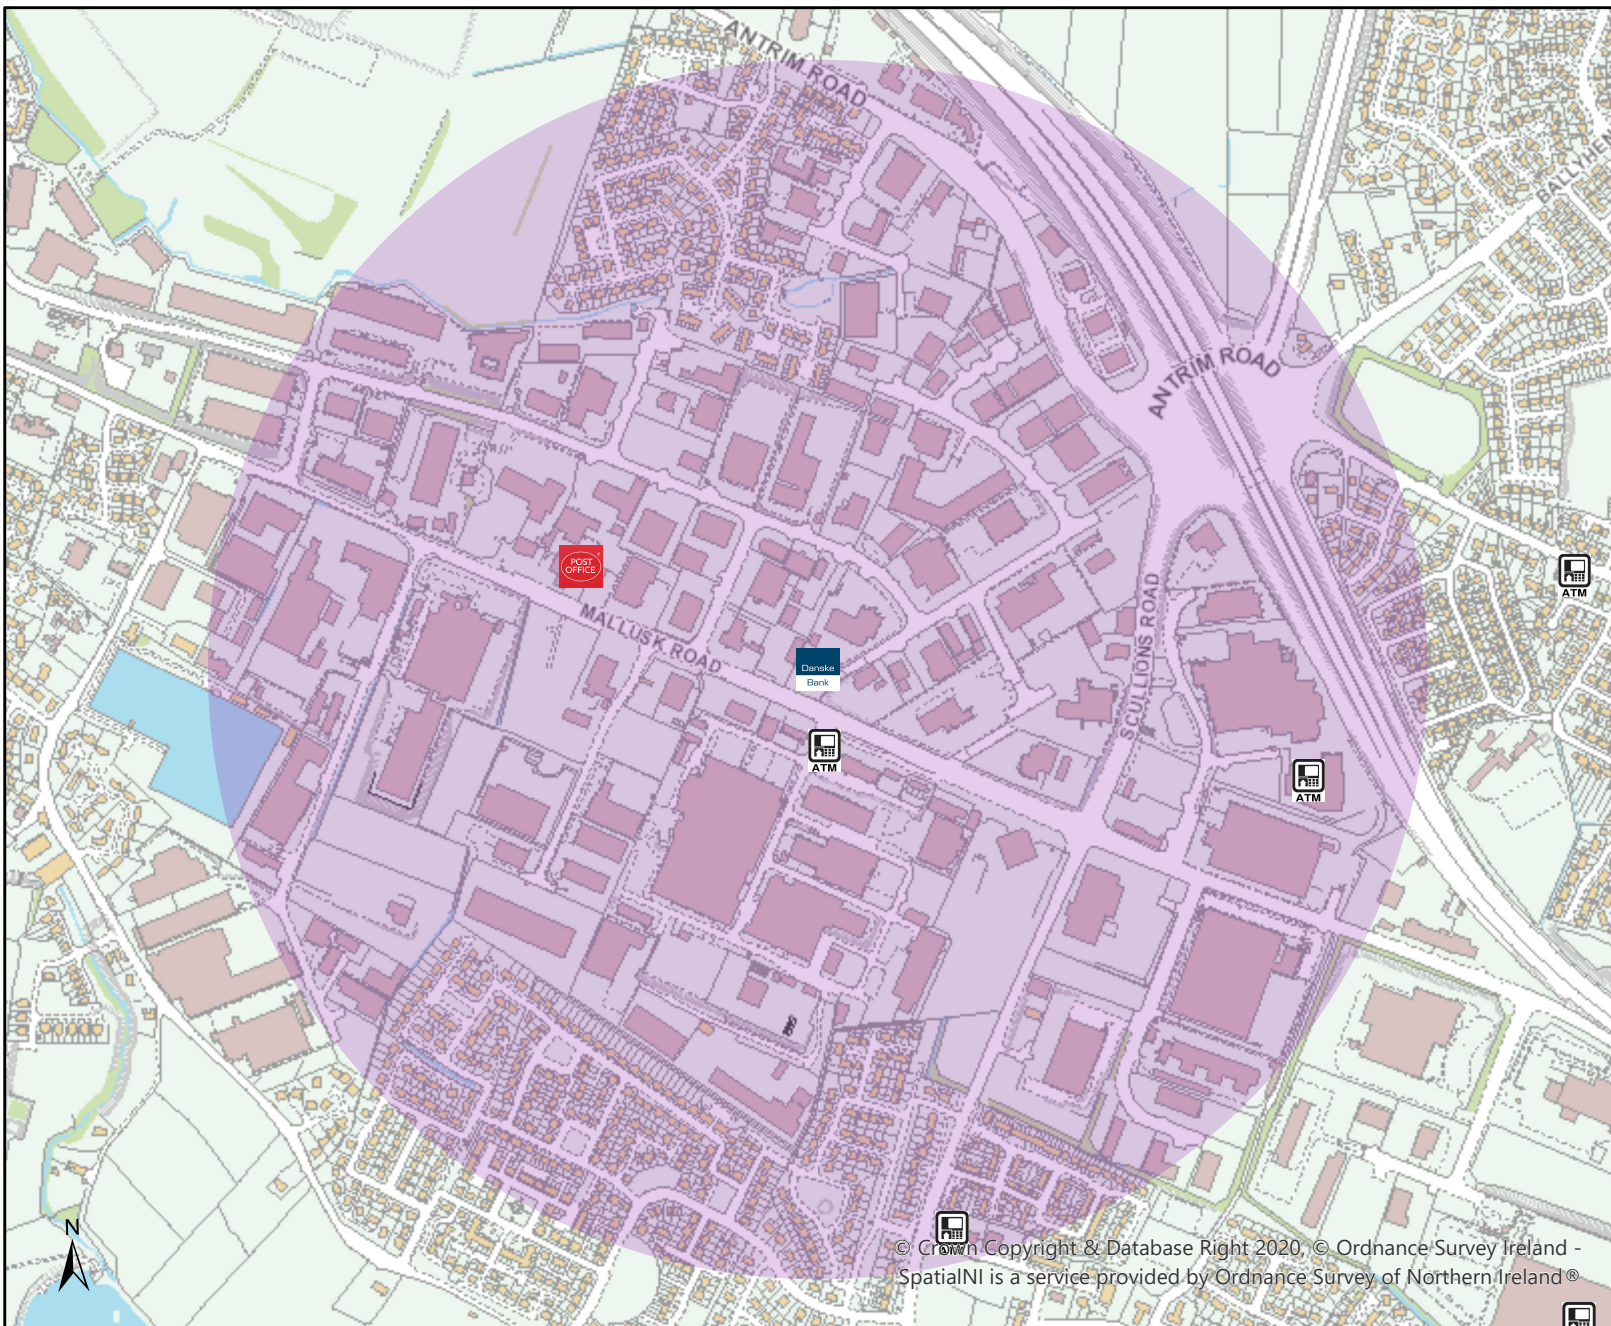 ANTRIM ROAD
BALLYHEN
ANTRIM ROAD
POST
OFFICE
ATM
MALLUSK ROAD
SCULLIONS ROAD
Danske
Bank
ATM
ATM
N
© Crown Copyright & Database Right 2020, © Ordnance Survey Ireland -
SpatialNI is a service provided by Ordnance Survey of Northern Ireland®